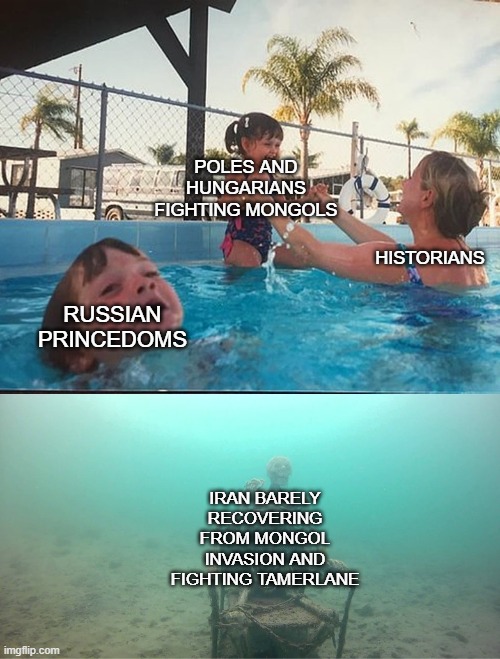 POLES AND
HUNGARIANS
FIGHTING MONGOLS
HISTORIANS
RUSSIAN
PRINCEDOMS
IRAN BARELY
RECOVERING
FROM MONGOL
INVASION AND
FIGHTING TAMERLANE
imgflip.com